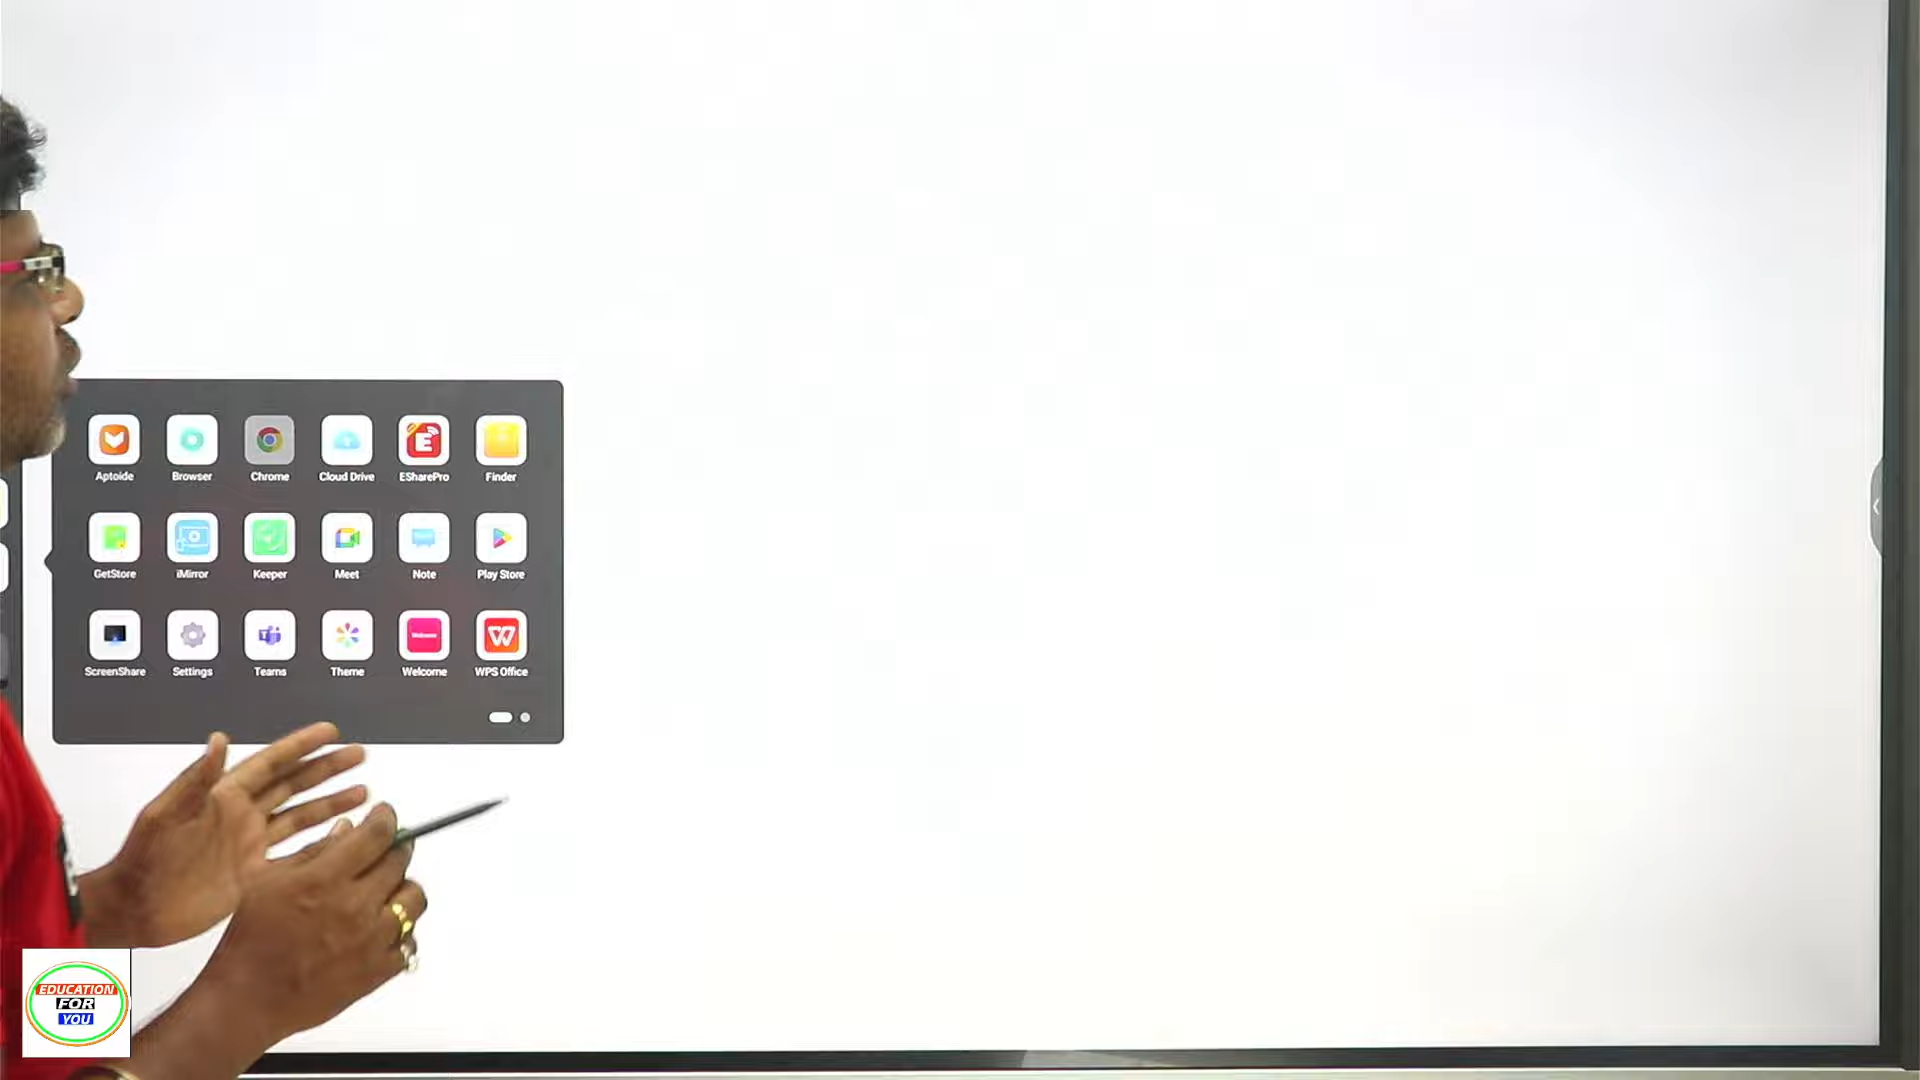 Aptoide Browser Chrome Cloud Drive ESharePro Finder
GetStore iMirror Keeper Meet Note Play Store
ScreenShare Settings Teams Theme Welcome WPS Office
EDUCATION
FOR
YOU